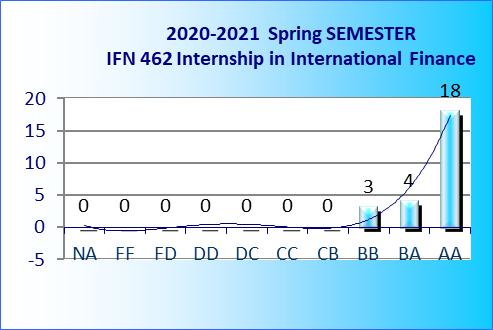 2020-2021 Spring SEMESTER
IFN 462 Internship in International Finance
20
15
10
5
0
-5
0 0 0 0 0 0 0 3 4 18
NA FF FD DD DC CC CB BB BA AA